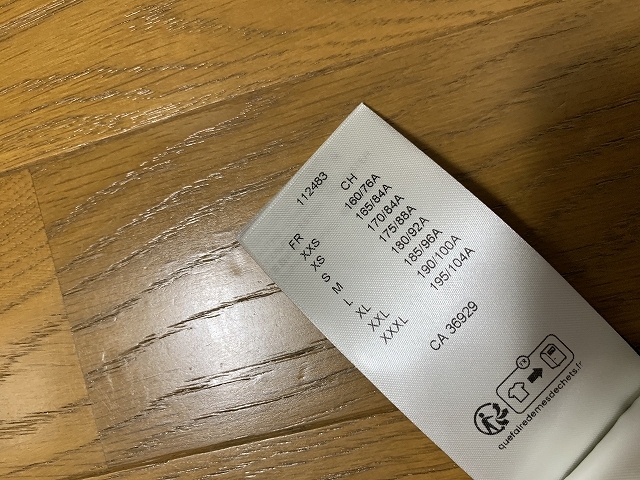 112483
FR CH
XXS 160/76A
XS 165/84A
S 170/84A
M 175/88A
L 180/92A
XL 185/96A
XXL 190/100A
XXXL 195/104A
CA 36929
FR
quefairedemesdechets.fr